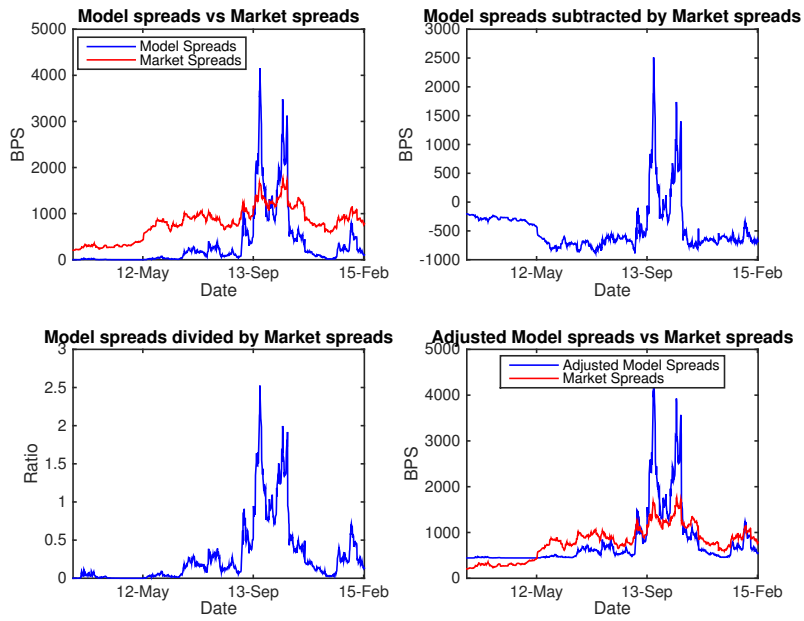 Model spreads vs Market spreads
5000
4000
3000
2000
1000
0
BPS
Model Spreads
Market Spreads
12-May
13-Sep
15-Feb
Date
Model spreads subtracted by Market spreads
3000
2500
2000
1500
1000
500
0
-500
-1000
BPS
12-May
13-Sep
15-Feb
Date
Model spreads divided by Market spreads
3
2.5
2
1.5
1
0.5
0
Ratio
12-May
13-Sep
15-Feb
Date
Adjusted Model spreads vs Market spreads
5000
4000
3000
2000
1000
0
BPS
Adjusted Model Spreads
Market Spreads
12-May
13-Sep
15-Feb
Date